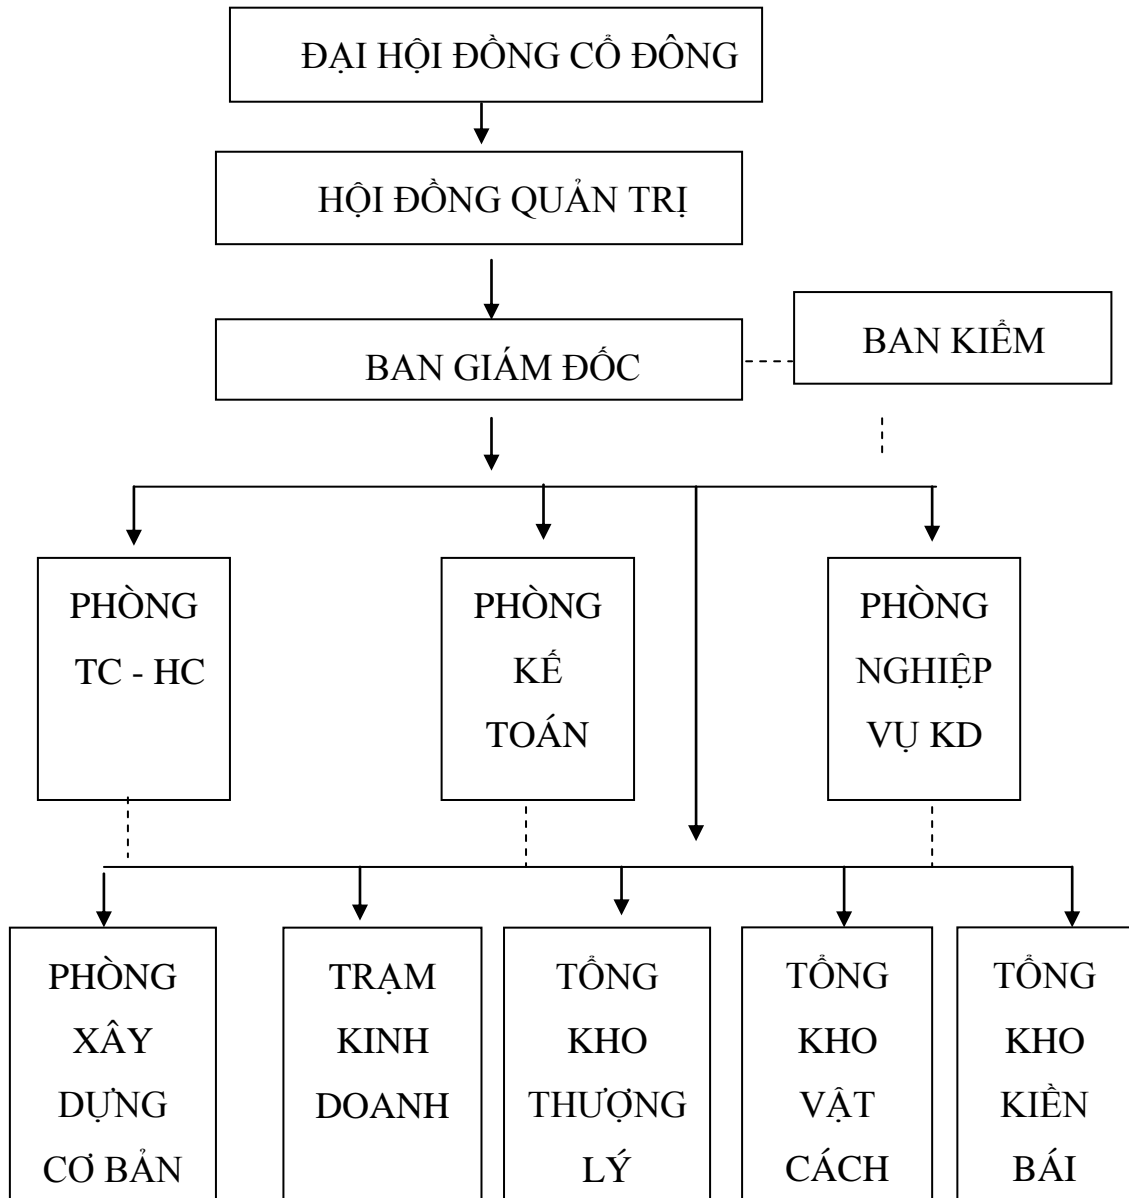 ĐẠI HỘI ĐỒNG CỔ ĐÔNG
HỘI ĐỒNG QUẢN TRỊ
BAN GIÁM ĐỐC
BAN KIỂM
PHÒNG
TC - HC
PHÒNG
KẾ
TOÁN
PHÒNG
NGHIỆP
VỤ KD
PHÒNG
XÂY
DỰNG
CƠ BẢN
TRẠM
KINH
DOANH
TỔNG
KHO
THƯỢNG
LÝ
TỔNG
KHO
VẬT
CÁCH
TỔNG
KHO
KIỀN
BÁI